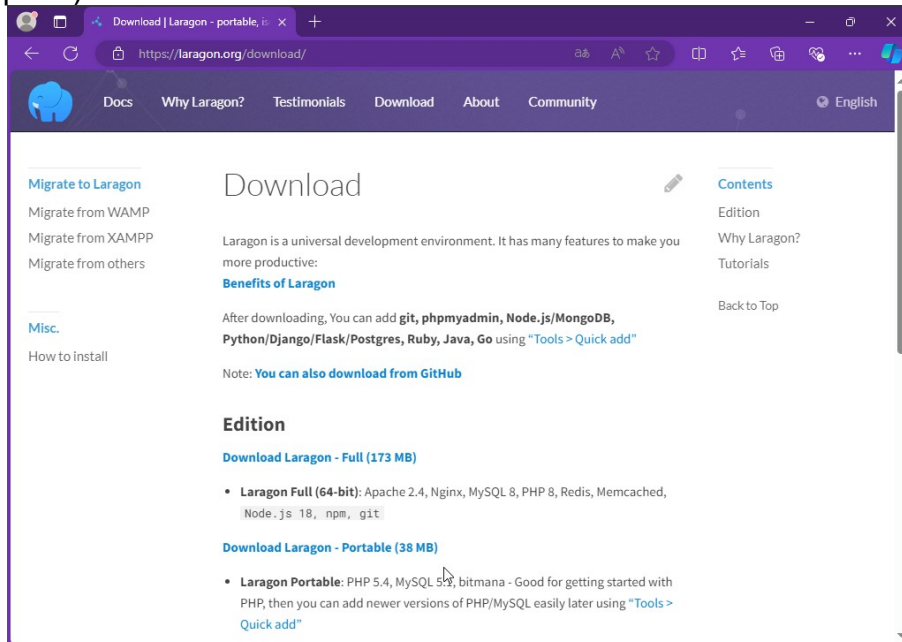 Download | Laragon - portable, is
https://laragon.org/download/
Docs Why Laragon? Testimonials Download About Community English
Migrate to Laragon
Migrate from WAMP
Migrate from XAMPP
Migrate from others
Misc.
How to install
Download
Laragon is a universal development environment. It has many features to make you
more productive:
Benefits of Laragon
After downloading, You can add git, phpmyadmin, Node.js/MongoDB,
Python/Django/Flask/Postgres, Ruby, Java, Go using “Tools > Quick add”
Note: You can also download from GitHub
Edition
Download Laragon - Full (173 MB)
• Laragon Full (64-bit): Apache 2.4, Nginx, MySQL 8, PHP 8, Redis, Memcached,
Node.js 18, npm, git
Download Laragon - Portable (38 MB)
• Laragon Portable: PHP 5.4, MySQL 5.1, bitmana - Good for getting started with
PHP, then you can add newer versions of PHP/MySQL easily later using “Tools >
Quick add”
Contents
Edition
Why Laragon?
Tutorials
Back to Top